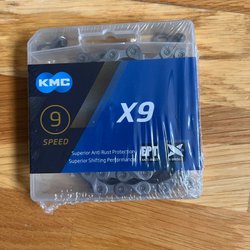 KMC
X9
9
SPEED
Superior Anti Rust Protection
Superior Shifting Performance
EPT